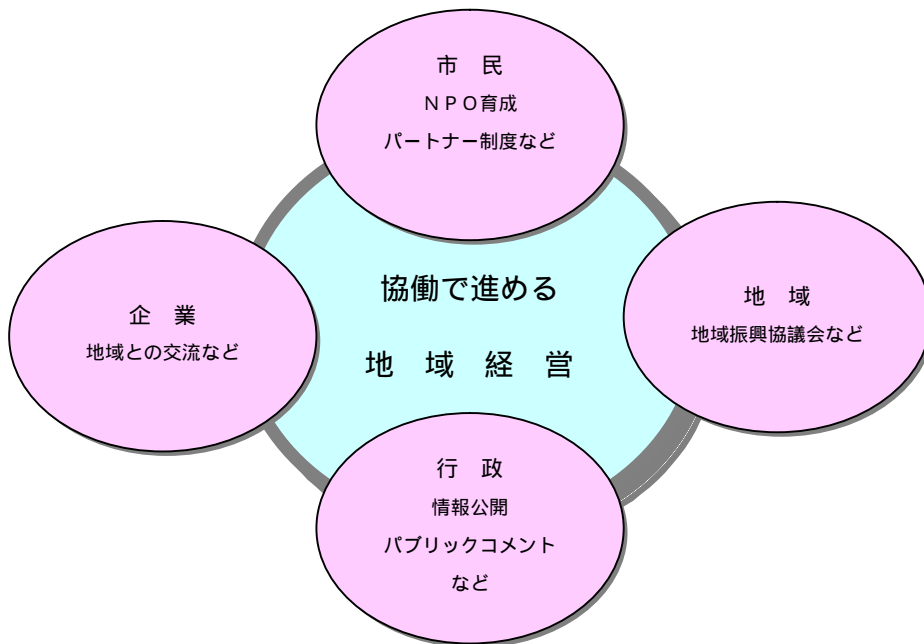 市　民
ＮＰＯ育成
パートナー制度など
協働で進める
地　域　経　営
企　業
地域との交流など
地　域
地域振興協議会など
行　政
情報公開
パブリックコメント
など